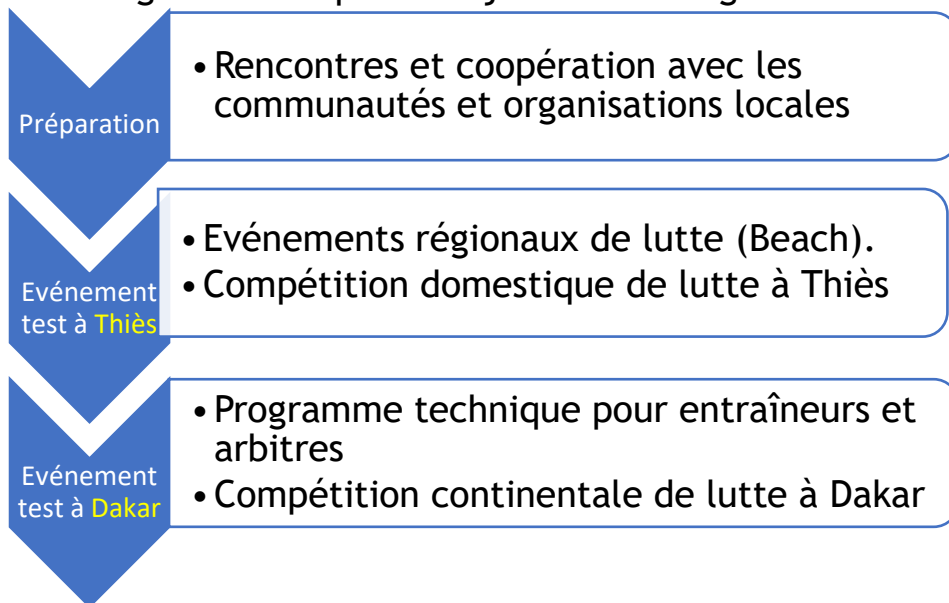 Préparation
• Rencontres et coopération avec les
communautés et organisations locales
Evénement
test à Thiès
• Evénements régionaux de lutte (Beach).
• Compétition domestique de lutte à Thiès
Evénement
test à Dakar
• Programme technique pour entraîneurs et
arbitres
• Compétition continentale de lutte à Dakar